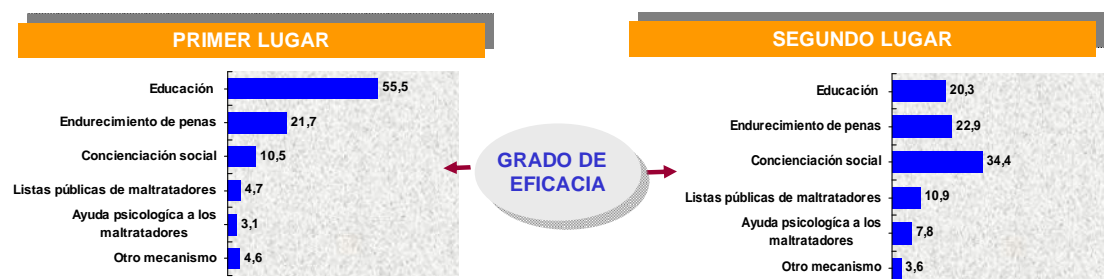 PRIMER LUGAR
Educación 55,5
Endurecimiento de penas 21,7
Concienciación social 10,5
Listas públicas de maltratadores 4,7
Ayuda psicologíca a los
maltratadores 3,1
Otro mecanismo 4,6
GRADO DE
EFICACIA
SEGUNDO LUGAR
Educación 20,3
Endurecimiento de penas 22,9
Concienciación social 34,4
Listas públicas de maltratadores 10,9
Ayuda psicologíca a los
maltratadores 7,8
Otro mecanismo 3,6